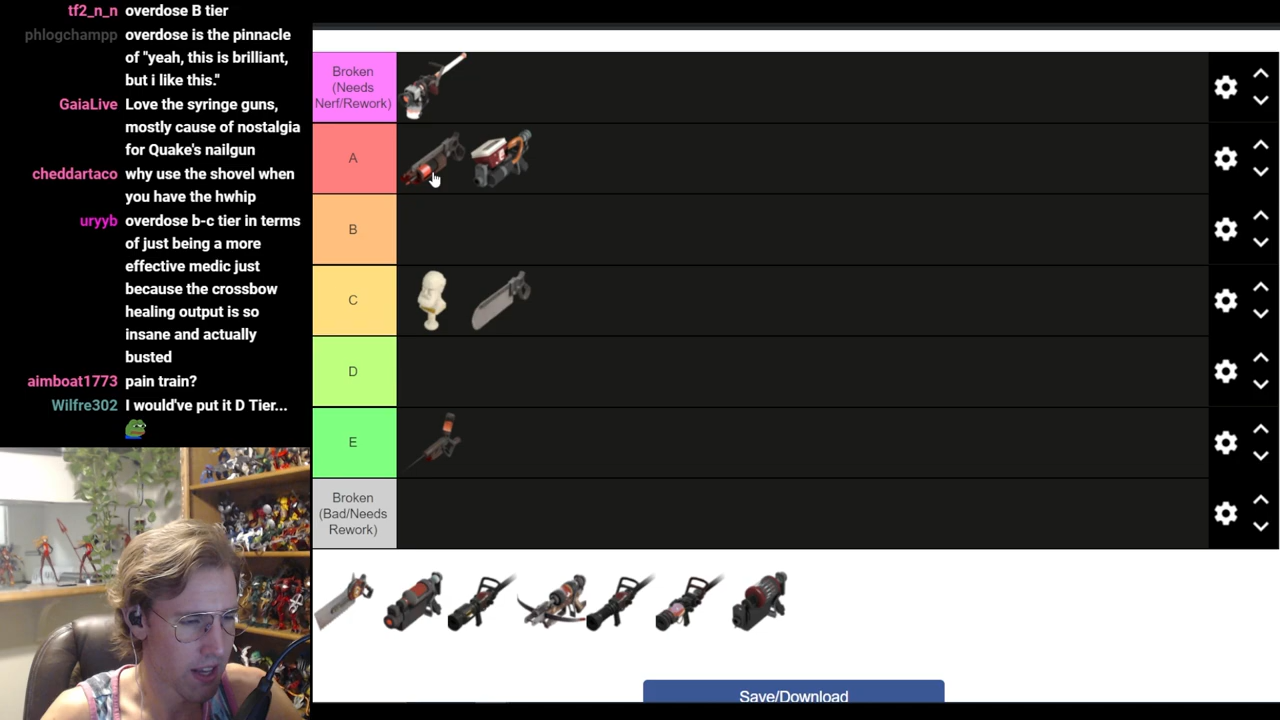 tf2_n_n overdose B tier
phlogchampp overdose is the pinnacle
of "yeah, this is brilliant,
but i like this."
GaiaLive Love the syringe guns,
mostly cause of nostalgia
for Quake's nailgun
cheddartaco why use the shovel when
you have the hwhip
uryyb overdose b-c tier in terms
of just being a more
effective medic just
because the crossbow
healing output is so
insane and actually
busted
aimboat1773 pain train?
Wilfre302 I would've put it D Tier...
Broken
(Needs
Nerf/Rework)
A
B
C
D
E
Broken
(Bad/Needs
Rework)
Save/Download